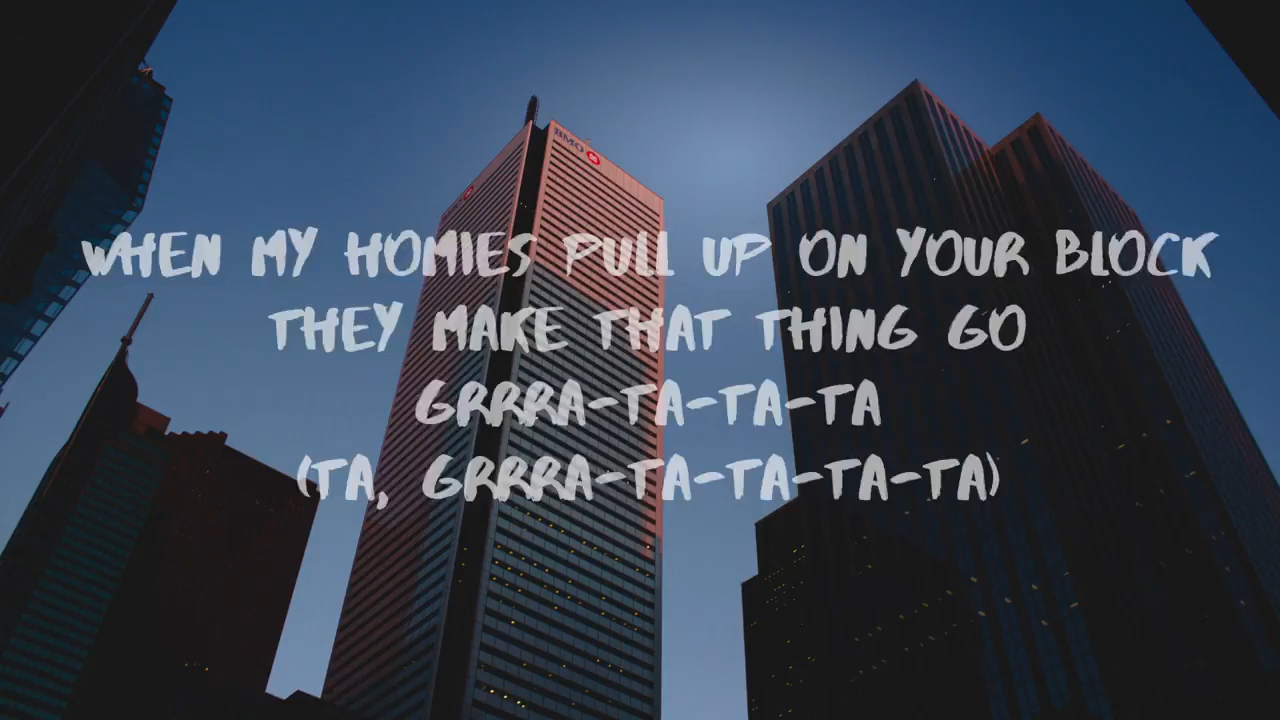 BMO
WHEN MY HOMIES PULL UP ON YOUR BLOCK
THEY MAKE THAT THING GO
GRRRA-TA-TA-TA
(TA, GRRRA-TA-TA-TA-TA)